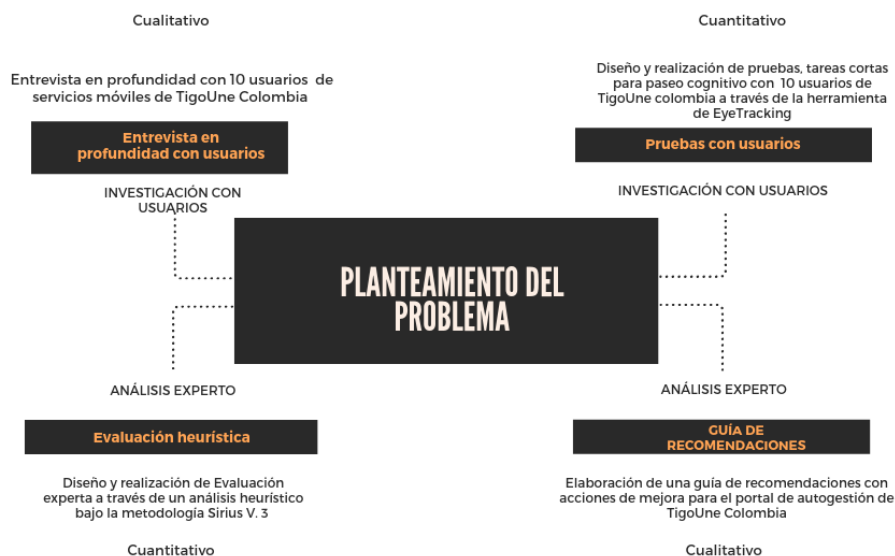 Cualitativo
Entrevista en profundidad con 10 usuarios de
servicios móviles de TigoUne Colombia
Entrevista en
profundidad con usuarios
INVESTIGACIÓN CON
USUARIOS
Cuantitativo
Diseño y realización de pruebas, tareas cortas
para paseo cognitivo con 10 usuarios de
TigoUne colombia a través de la herramienta
de EyeTracking
Pruebas con usuarios
INVESTIGACIÓN CON USUARIOS
PLANTEAMIENTO DEL
PROBLEMA
ANÁLISIS EXPERTO
Evaluación heurística
Diseño y realización de Evaluación
experta a través de un análisis heurístico
bajo la metodología Sirius V. 3
Cuantitativo
ANÁLISIS EXPERTO
GUÍA DE
RECOMENDACIONES
Elaboración de una guía de recomendaciones con
acciones de mejora para el portal de autogestión de
TigoUne Colombia
Cualitativo